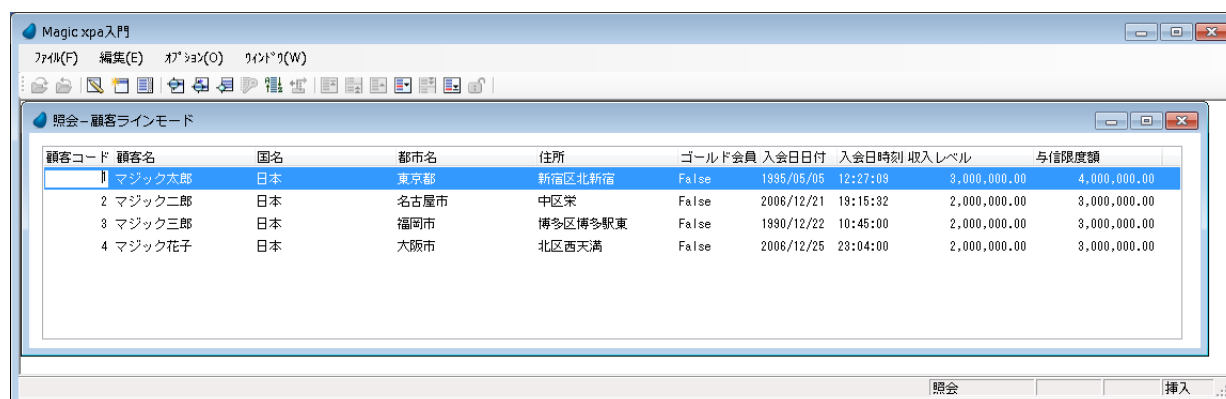 Magic xpa入門
ﾌｧｲﾙ(F) 編集(E) ｵﾌﾟｼｮﾝ(O) ｳｨﾝﾄﾞｳ(W)
照会−顧客ラインモード
顧客コード 顧客名 国名 都市名 住所 ゴールド会員 入会日日付 入会日時刻 収入レベル 与信限度額
1 マジック太郎 日本 東京都 新宿区北新宿 False 1995/05/05 12:27:09 3,000,000.00 4,000,000.00
2 マジック二郎 日本 名古屋市 中区栄 False 2006/12/21 19:15:32 2,000,000.00 3,000,000.00
3 マジック三郎 日本 福岡市 博多区博多駅東 False 1990/12/22 10:45:00 2,000,000.00 3,000,000.00
4 マジック花子 日本 大阪市 北区西天満 False 2006/12/25 23:04:00 2,000,000.00 3,000,000.00
照会 挿入